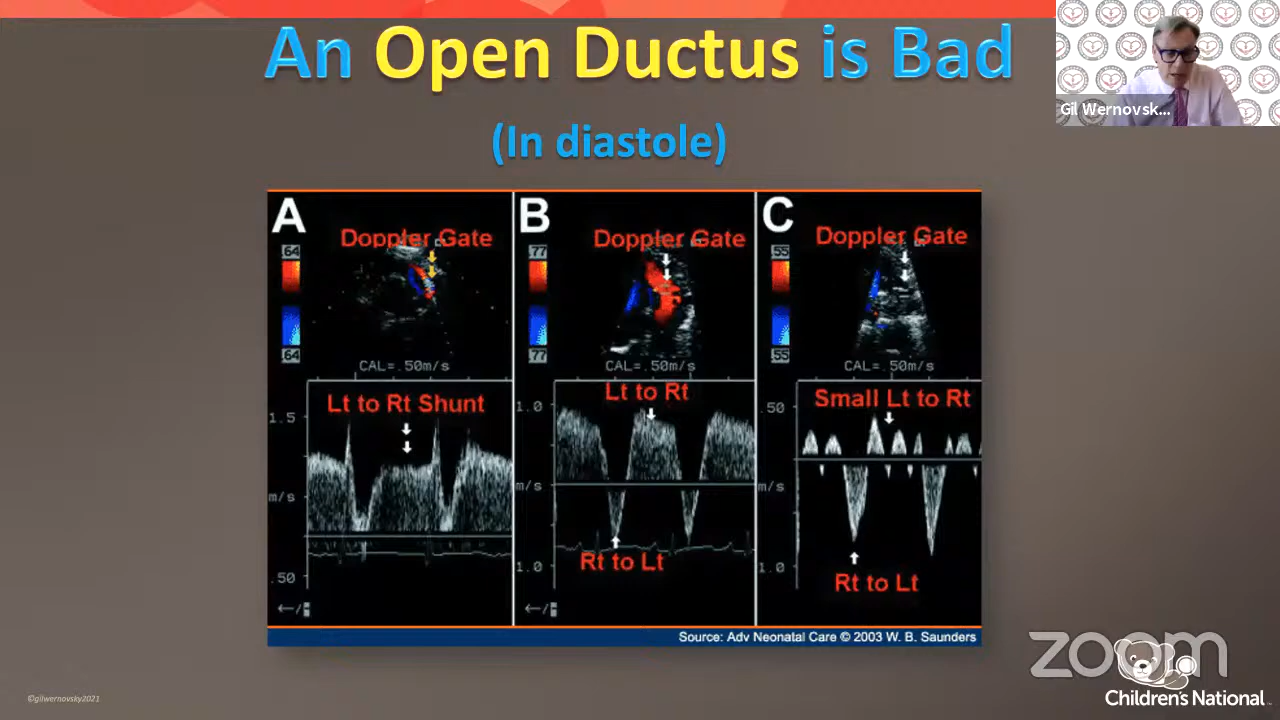 An Open Ductus is Bad
(In diastole)
Gil Wernovsk...
A
Doppler Gate
.64
.64
CAL=.50m/s
Lt to Rt Shunt
1.5
m/s
.50
B
Doppler Gate
.77
.77
CAL=.50m/s
Lt to Rt
1.0
m/s
1.0
Rt to Lt
C
Doppler Gate
.55
.55
CAL=.50m/s
Small Lt to Rt
.50
m/s
1.0
Rt to Lt
Source: Adv Neonatal Care © 2003 W. B. Saunders
zoom
Children's National
©gilwernovsky2021